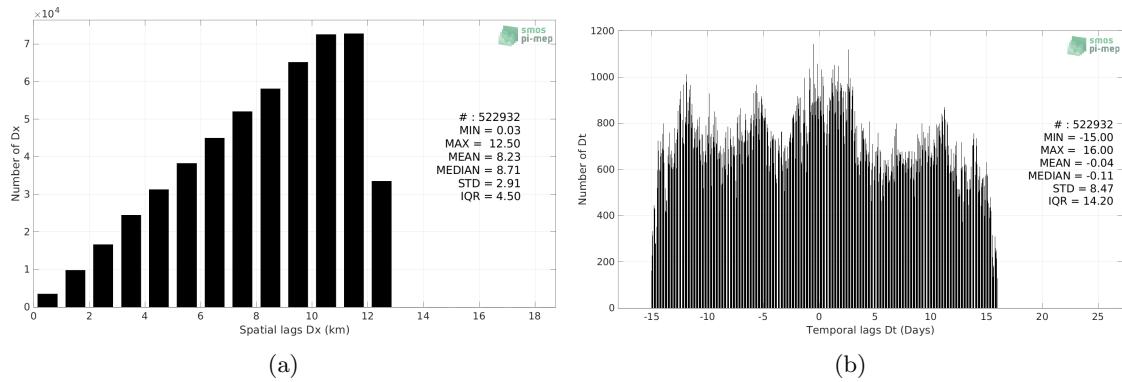 ×10⁴
7
6
5
4
3
2
1
0
0 2 4 6 8 10 12 14 16 18
Number of Dx
Spatial lags Dx (km)
smos
pi-mep
# : 522932
MIN = 0.03
MAX = 12.50
MEAN = 8.23
MEDIAN = 8.71
STD = 2.91
IQR = 4.50
(a)
1200
1000
800
600
400
200
0
-15 -10 -5 0 5 10 15 20 25
Number of Dt
Temporal lags Dt (Days)
smos
pi-mep
# : 522932
MIN = -15.00
MAX = 16.00
MEAN = -0.04
MEDIAN = -0.11
STD = 8.47
IQR = 14.20
(b)